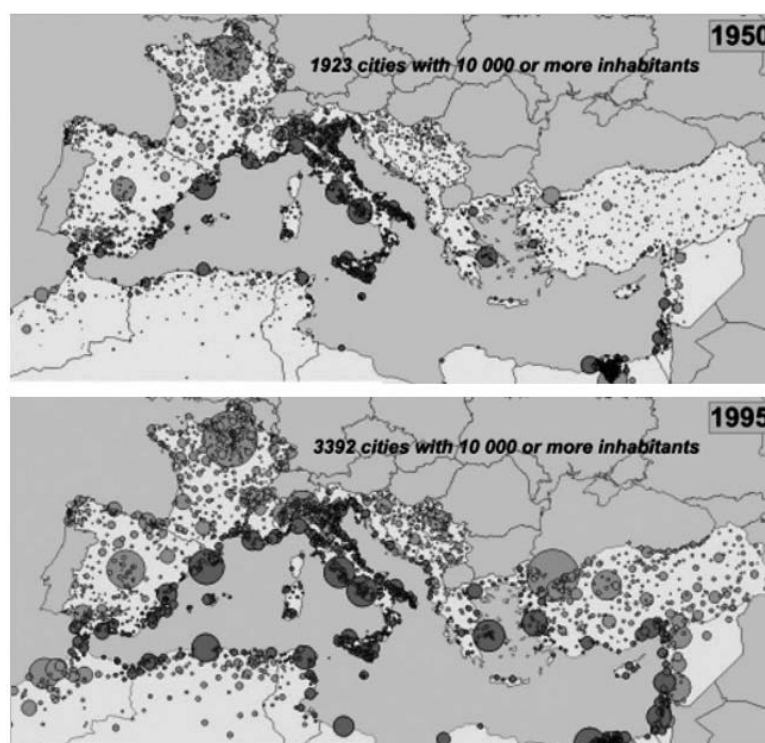 1950
1923 cities with 10 000 or more inhabitants
1995
3392 cities with 10 000 or more inhabitants